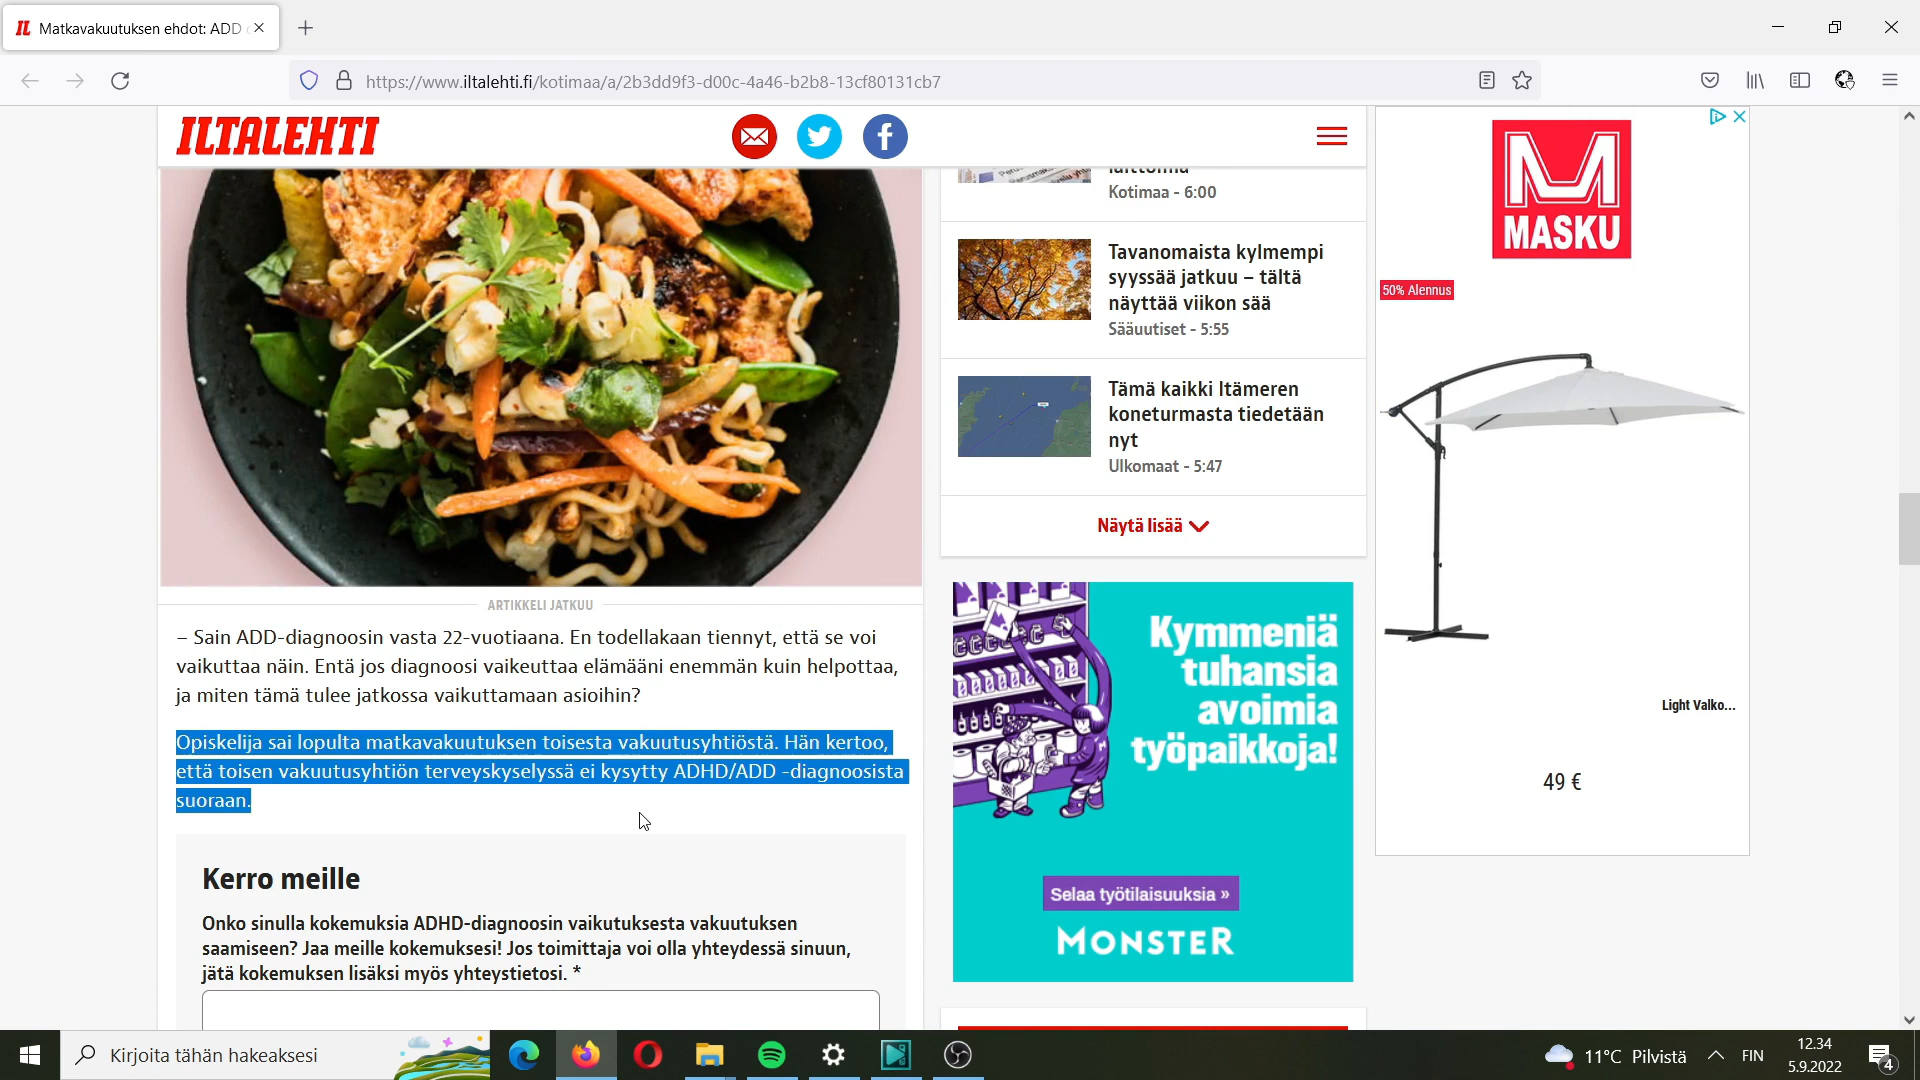 Matkavakuutuksen ehdot: ADD
https://www.iltalehti.fi/kotimaa/a/2b3dd9f3-d00c-4a46-b2b8-13cf80131cb7
ILTALEHTI
Kotimaa - 6:00
Tavanomaista kylmempi
syyssää jatkuu – tältä
näyttää viikon sää
Sääuutiset - 5:55
Tämä kaikki Itämeren
koneturmasta tiedetään
nyt
Ulkomaat - 5:47
Näytä lisää
ARTIKKELI JATKUU
– Sain ADD-diagnoosin vasta 22-vuotiaana. En todellakaan tiennyt, että se voi
vaikuttaa näin. Entä jos diagnoosi vaikeuttaa elämääni enemmän kuin helpottaa,
ja miten tämä tulee jatkossa vaikuttamaan asioihin?
Opiskelija sai lopulta matkavakuutuksen toisesta vakuutusyhtiöstä. Hän kertoo,
että toisen vakuutusyhtiön terveyskyselyssä ei kysytty ADHD/ADD -diagnoosista
suoraan.
Kerro meille
Onko sinulla kokemuksia ADHD-diagnoosin vaikutuksesta vakuutuksen
saamiseen? Jaa meille kokemuksesi! Jos toimittaja voi olla yhteydessä sinuun,
jätä kokemuksen lisäksi myös yhteystietosi. *
Kymmeniä
tuhansia
avoimia
työpaikkoja!
Selaa työtilaisuuksia »
MONSTER
MASKU
50% Alennus
Light Valko...
49 €
Kirjoita tähän hakeaksesi
11°C Pilvistä
FIN
12.34
5.9.2022
4